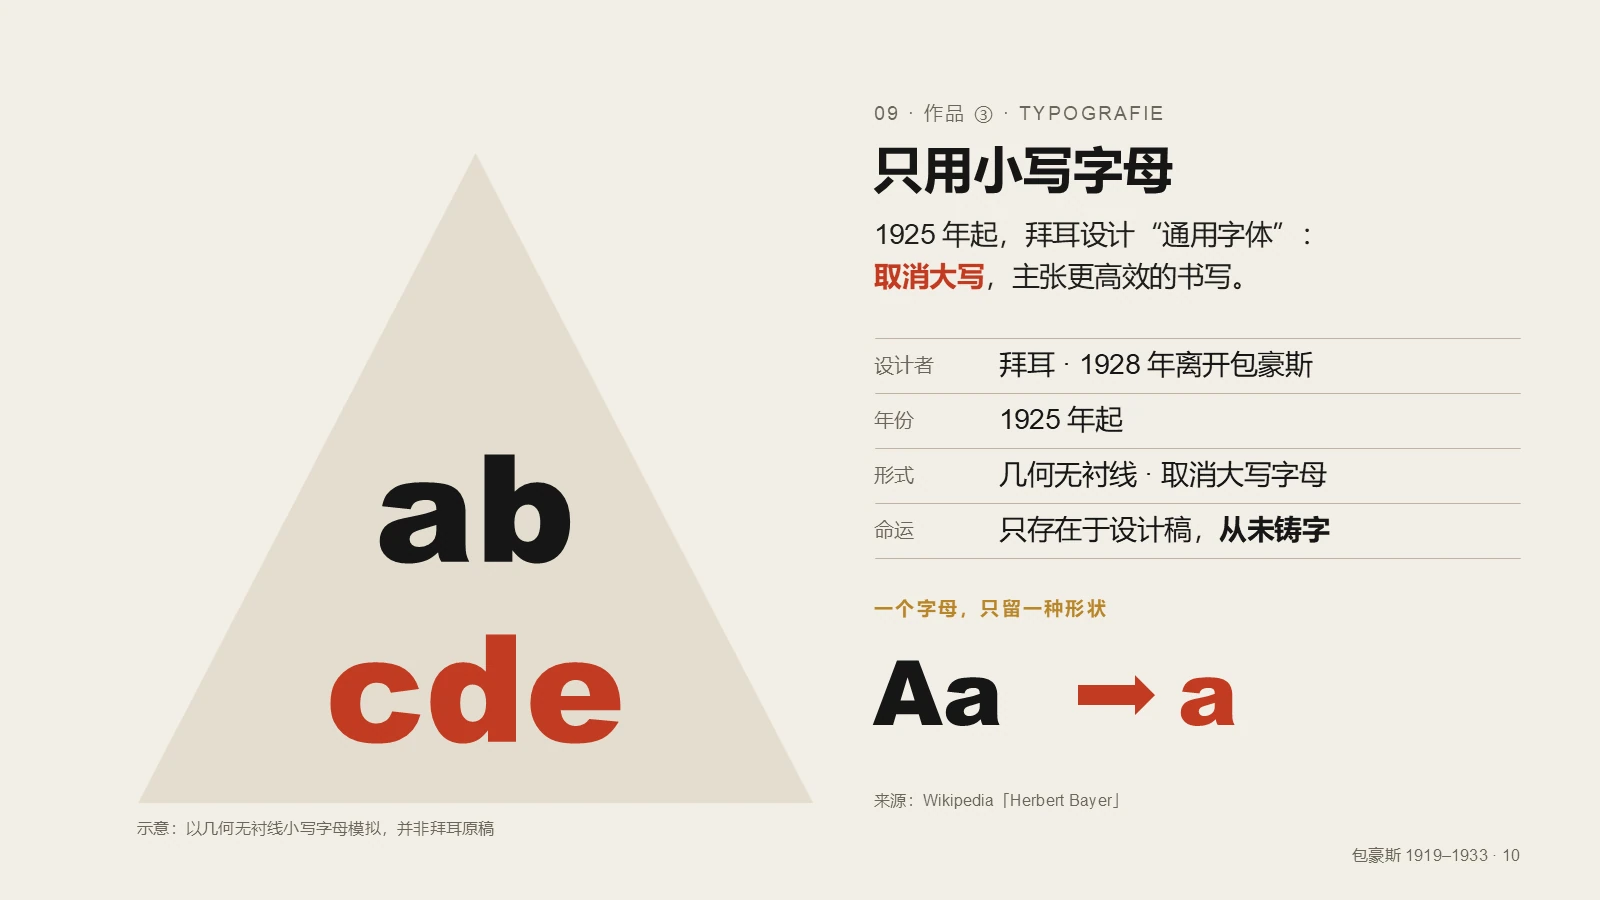 ab
cde
示意：以几何无衬线小写字母模拟，并非拜耳原稿
09 · 作品 ③ · TYPOGRAFIE
只用小写字母
1925 年起，拜耳设计“通用字体”：
取消大写，主张更高效的书写。
设计者 拜耳 · 1928 年离开包豪斯
年份 1925 年起
形式 几何无衬线 · 取消大写字母
命运 只存在于设计稿，从未铸字
一个字母，只留一种形状
Aa → a
来源：Wikipedia「Herbert Bayer」
包豪斯 1919–1933 · 10